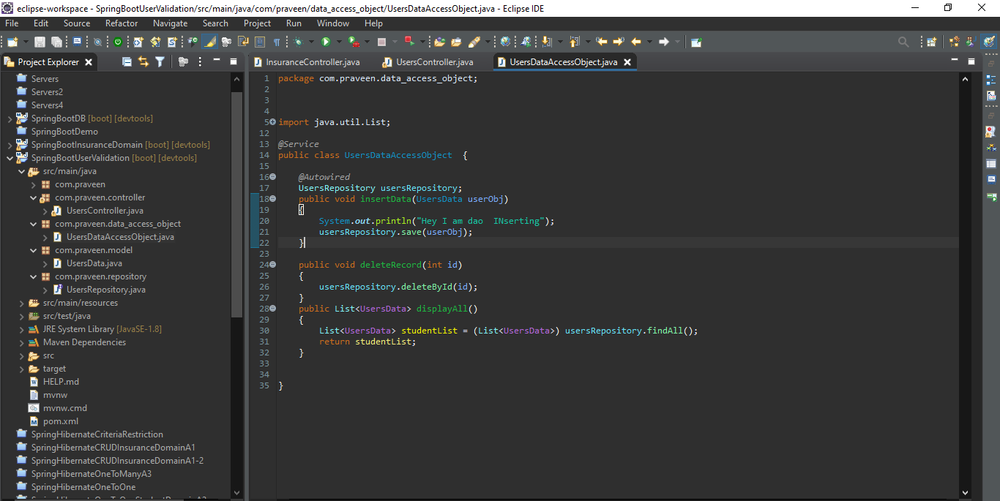 eclipse-workspace - SpringBootUserValidation/src/main/java/com/praveen/data_access_object/UsersDataAccessObject.java - Eclipse IDE
File Edit Source Refactor Navigate Search Project Run Window Help
Project Explorer
Servers
Servers2
Servers4
SpringBootDB [boot] [devtools]
SpringBootDemo
SpringBootInsuranceDomain [boot] [devtools]
SpringBootUserValidation [boot] [devtools]
src/main/java
com.praveen
com.praveen.controller
UsersController.java
com.praveen.data_access_object
UsersDataAccessObject.java
com.praveen.model
UsersData.java
com.praveen.repository
UsersRepository.java
src/main/resources
src/test/java
JRE System Library [JavaSE-1.8]
Maven Dependencies
src
target
HELP.md
mvnw
mvnw.cmd
pom.xml
SpringHibernateCriteriaRestriction
SpringHibernateCRUDInsuranceDomainA1
SpringHibernateCRUDInsuranceDomainA1-2
SpringHibernateOneToManyA3
SpringHibernateOneToOne
InsuranceController.java UsersController.java UsersDataAccessObject.java
1 package com.praveen.data_access_object;
2
3
4
5 import java.util.List;
12
13 @Service
14 public class UsersDataAccessObject {
15
16 @Autowired
17 UsersRepository usersRepository;
18 public void insertData(UsersData userObj)
19 {
20 System.out.println("Hey I am dao  INserting");
21 usersRepository.save(userObj);
22 }
23
24 public void deleteRecord(int id)
25 {
26 usersRepository.deleteById(id);
27 }
28 public List<UsersData> displayAll()
29 {
30 List<UsersData> studentList = (List<UsersData>) usersRepository.findAll();
31 return studentList;
32 }
33
34
35 }